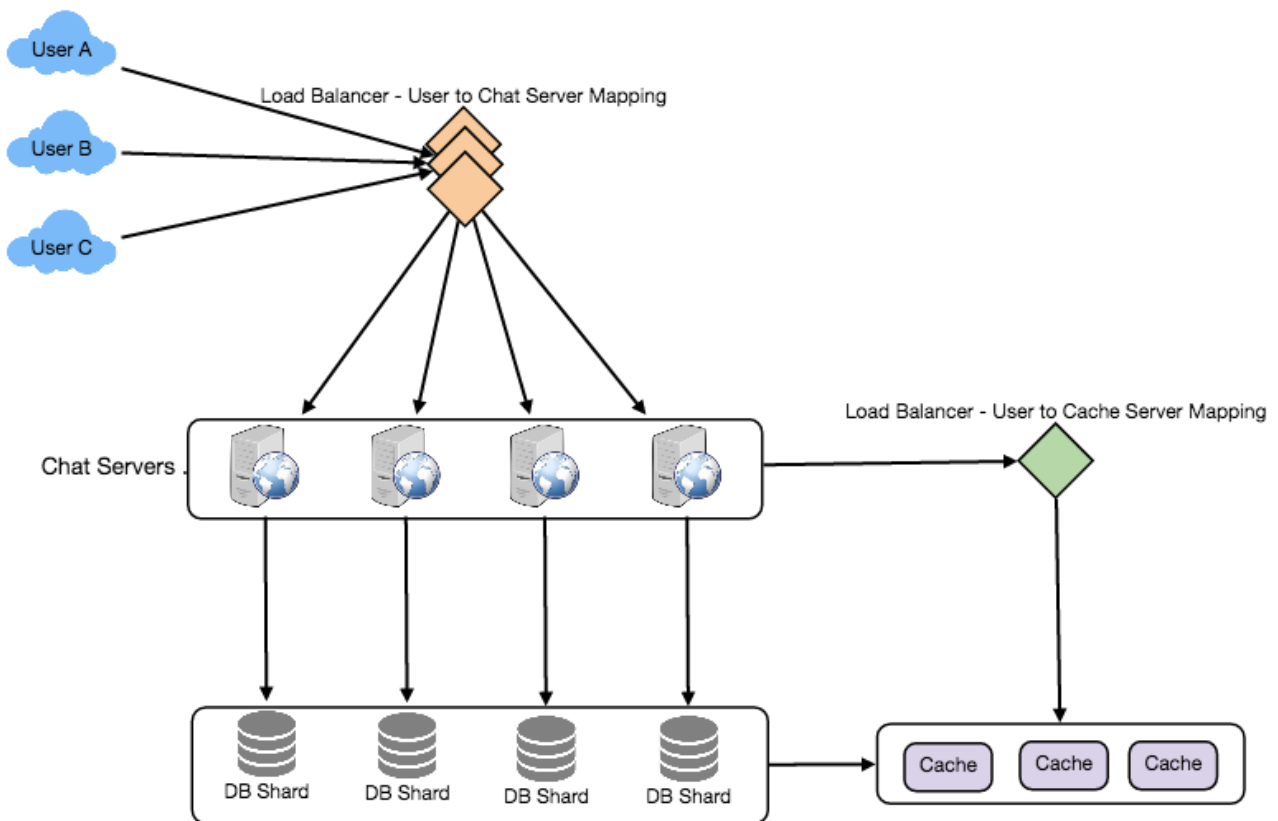 User A
Load Balancer - User to Chat Server Mapping
User B
User C
Load Balancer - User to Cache Server Mapping
Chat Servers
DB Shard
DB Shard
DB Shard
DB Shard
Cache
Cache
Cache